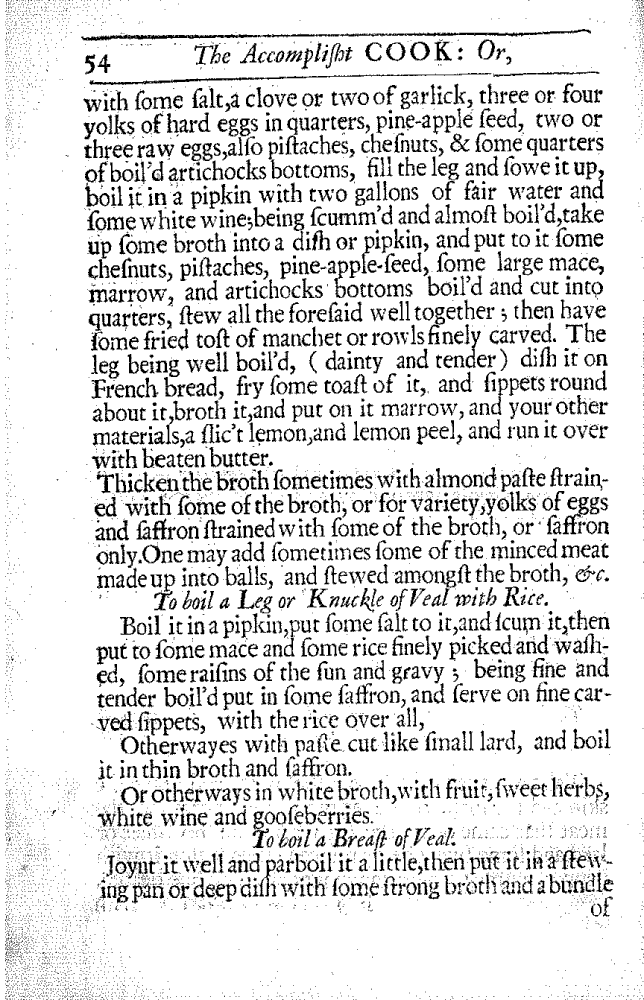 54 The Accompliſht COOK: Or,
with ſome ſalt,a clove or two of garlick, three or four
yolks of hard eggs in quarters, pine-apple ſeed, two or
three raw eggs,alſo piſtaches, cheſnuts, & ſome quarters
of boil'd artichocks bottoms, fill the leg and ſowe it up,
boil it in a pipkin with two gallons of fair water and
ſome white wine;being ſcumm'd and almoſt boil'd,take
up ſome broth into a diſh or pipkin, and put to it ſome
cheſnuts, piſtaches, pine-apple-ſeed, ſome large mace,
marrow, and artichocks bottoms boil'd and cut into
quarters, ſtew all the foreſaid well together ; then have
ſome fried toſt of manchet or rowls finely carved. The
leg being well boil'd, ( dainty and tender ) diſh it on
French bread, fry ſome toaſt of it, and ſippets round
about it,broth it,and put on it marrow, and your other
materials,a ſlic't lemon,and lemon peel, and run it over
with beaten butter.
Thicken the broth ſometimes with almond paſte ſtrain-
ed with ſome of the broth, or for variety,yolks of eggs
and ſaffron ſtrained with ſome of the broth, or ſaffron
only.One may add ſometimes ſome of the minced meat
made up into balls, and ſtewed amongſt the broth, &c.
To boil a Leg or Knuckle of Veal with Rice.
Boil it in a pipkin,put ſome ſalt to it,and ſcum it,then
put to ſome mace and ſome rice finely picked and waſh-
ed, ſome raiſins of the ſun and gravy ; being fine and
tender boil'd put in ſome ſaffron, and ſerve on fine car-
ved ſippets, with the rice over all,
Otherwayes with paſte cut like ſmall lard, and boil
it in thin broth and ſaffron.
Or otherways in white broth,with fruit, ſweet herbs,
white wine and gooſeberries.
To boil a Breaſt of Veal.
Joynt it well and parboil it a little,then put it in a ſtew-
ing pan or deep diſh with ſome ſtrong broth and a bundle
of